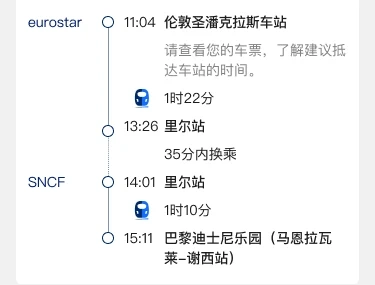 eurostar 11:04 伦敦圣潘克拉斯车站
请查看您的车票，了解建议抵
达车站的时间。
1时22分
13:26 里尔站
35分内换乘
SNCF 14:01 里尔站
1时10分
15:11 巴黎迪士尼乐园（马恩拉瓦
莱–谢西站）